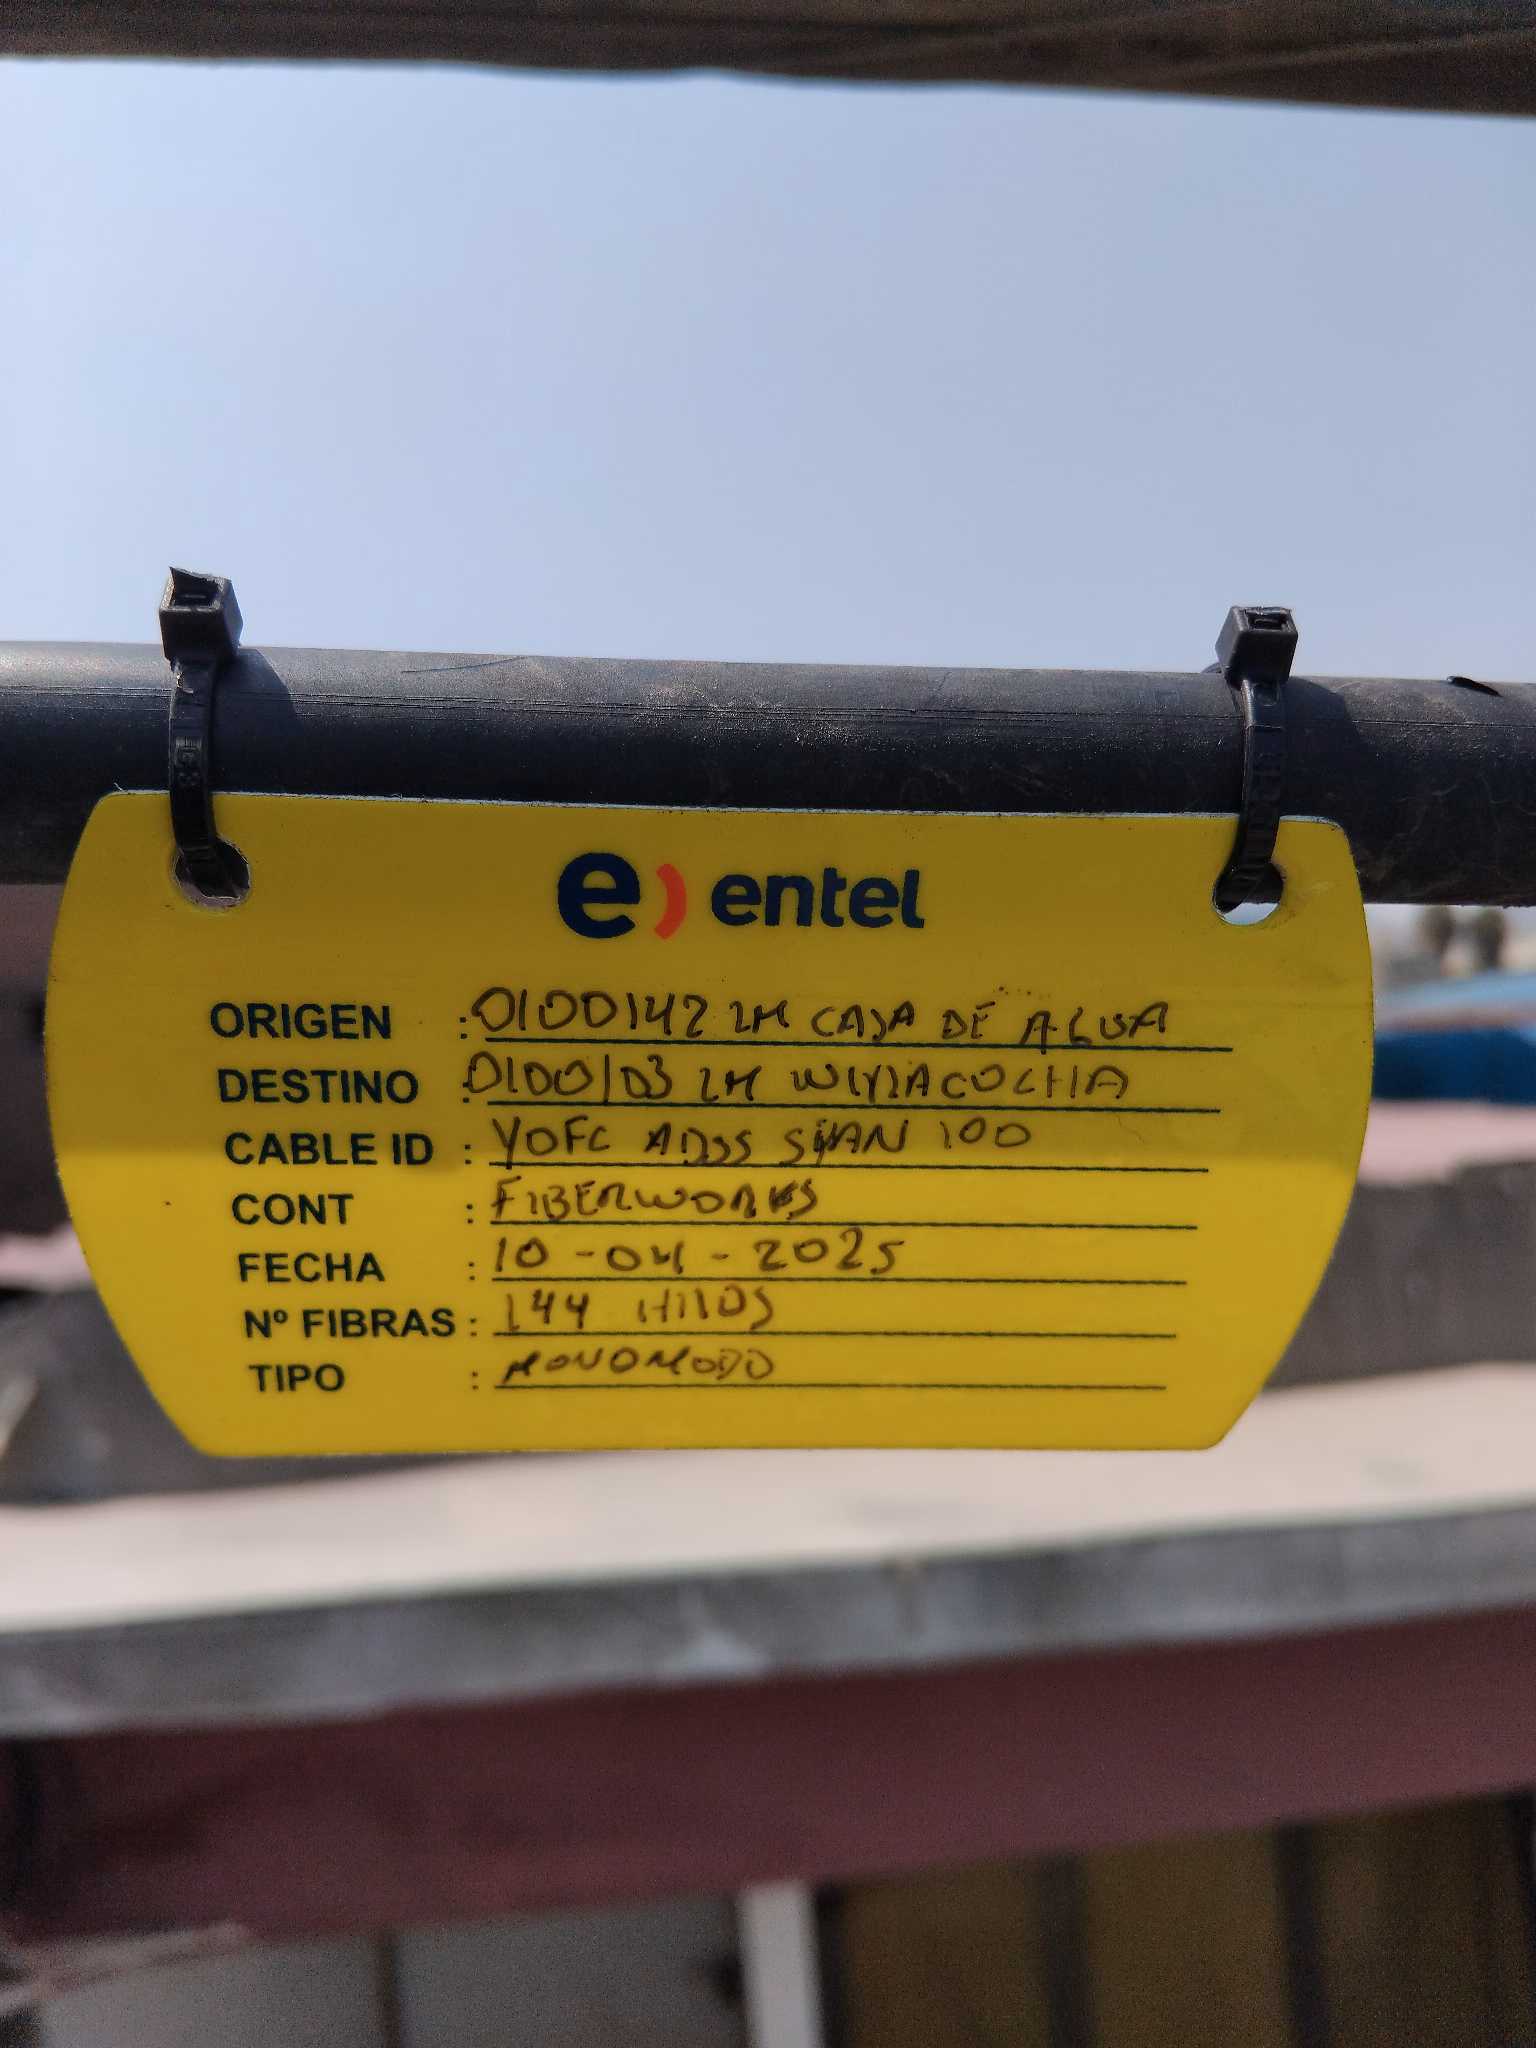 e) entel
ORIGEN : 0100142 LM CAJA DE AGUA
DESTINO : 0100103 LM WIRIACOCHA
CABLE ID : YOFC ADSS SPAN 100
CONT : FIBERWORKS
FECHA : 10-04-2025
Nº FIBRAS : 144 HILOS
TIPO : MONOMODO